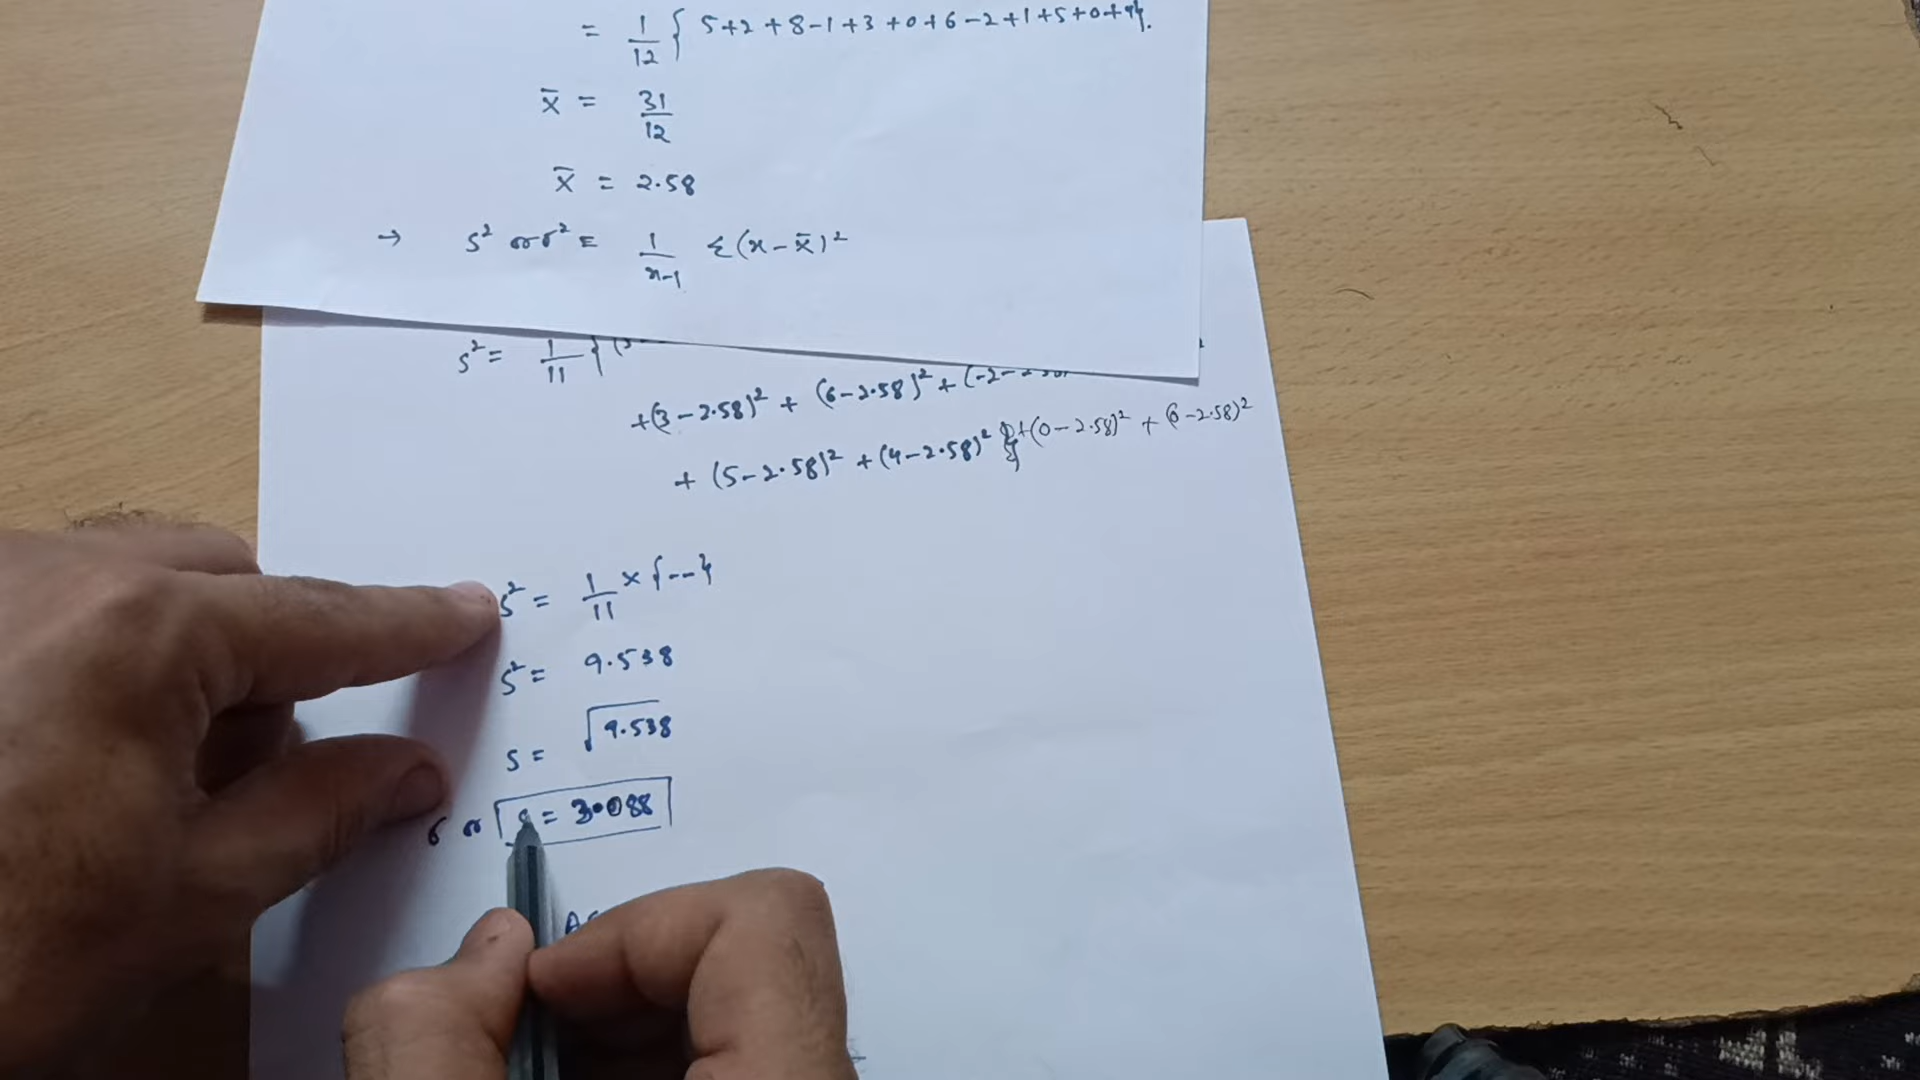 = 1/12 { 5+2+8-1+3+0+6-2+1+5+0+4}.
x̄ = 31/12
x̄ = 2.58
→ s² or σ² = 1/n-1 Σ(x-x̄)²
s² = 1/11 {
+(3-2.58)² + (6-2.58)² + (-2-
+ (5-2.58)² + (4-2.58)² } +(0-2.58)² + (0-2.58)²
s² = 1/11 × {--}
s² = 9.538
s = √9.538
σ or s = 3.088